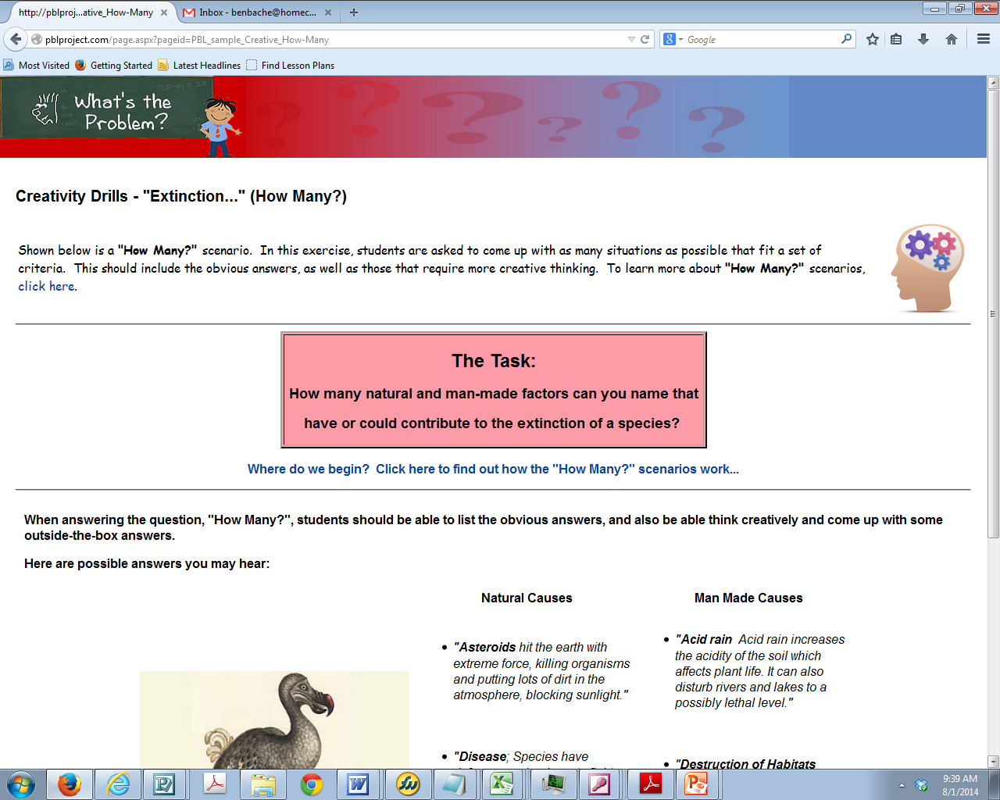 http://pblproj...ative_How-Many
Inbox - benbache@homec...
pblproject.com/page.aspx?pageid=PBL_sample_Creative_How-Many
Google
Most Visited
Getting Started
Latest Headlines
Find Lesson Plans
What's the
Problem?
Creativity Drills - "Extinction..." (How Many?)
Shown below is a "How Many?" scenario. In this exercise, students are asked to come up with as many situations as possible that fit a set of
criteria. This should include the obvious answers, as well as those that require more creative thinking. To learn more about "How Many?" scenarios,
click here.
The Task:
How many natural and man-made factors can you name that
have or could contribute to the extinction of a species?
Where do we begin? Click here to find out how the "How Many?" scenarios work...
When answering the question, "How Many?", students should be able to list the obvious answers, and also be able think creatively and come up with some
outside-the-box answers.
Here are possible answers you may hear:
Natural Causes
"Asteroids hit the earth with
extreme force, killing organisms
and putting lots of dirt in the
atmosphere, blocking sunlight."
"Disease; Species have
Man Made Causes
"Acid rain Acid rain increases
the acidity of the soil which
affects plant life. It can also
disturb rivers and lakes to a
possibly lethal level."
"Destruction of Habitats
9:39 AM
8/1/2014